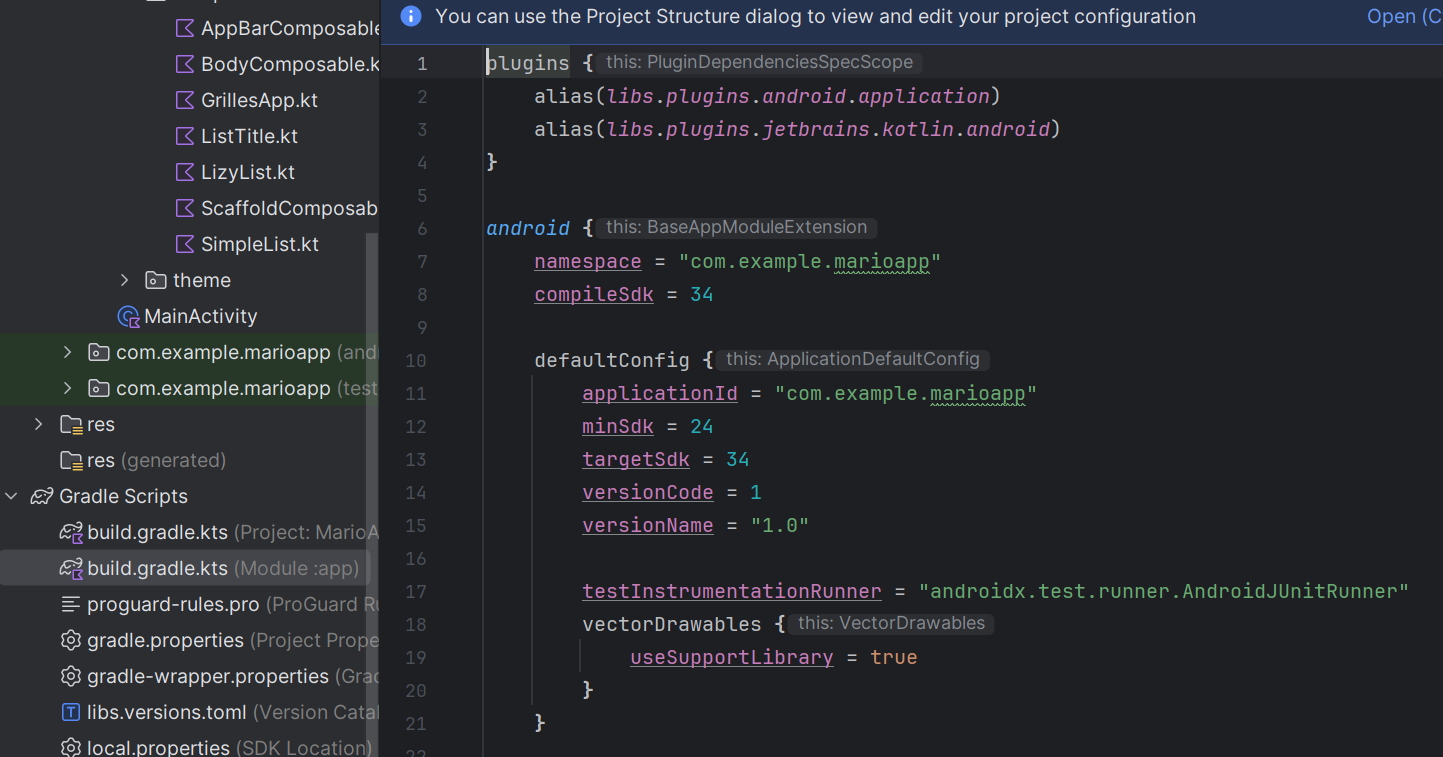 AppBarComposable
BodyComposable.k
GrillesApp.kt
ListTitle.kt
LizyList.kt
ScaffoldComposab
SimpleList.kt
theme
MainActivity
com.example.marioapp (and
com.example.marioapp (test
res
res (generated)
Gradle Scripts
build.gradle.kts (Project: MarioA
build.gradle.kts (Module :app)
proguard-rules.pro (ProGuard Ru
gradle.properties (Project Prope
gradle-wrapper.properties (Grad
libs.versions.toml (Version Catal
local.properties (SDK Location)
You can use the Project Structure dialog to view and edit your project configuration Open (C
1 plugins { this: PluginDependenciesSpecScope
2 alias(libs.plugins.android.application)
3 alias(libs.plugins.jetbrains.kotlin.android)
4 }
5
6 android { this: BaseAppModuleExtension
7 namespace = "com.example.marioapp"
8 compileSdk = 34
9
10 defaultConfig { this: ApplicationDefaultConfig
11 applicationId = "com.example.marioapp"
12 minSdk = 24
13 targetSdk = 34
14 versionCode = 1
15 versionName = "1.0"
16
17 testInstrumentationRunner = "androidx.test.runner.AndroidJUnitRunner"
18 vectorDrawables { this: VectorDrawables
19 useSupportLibrary = true
20 }
21 }
22